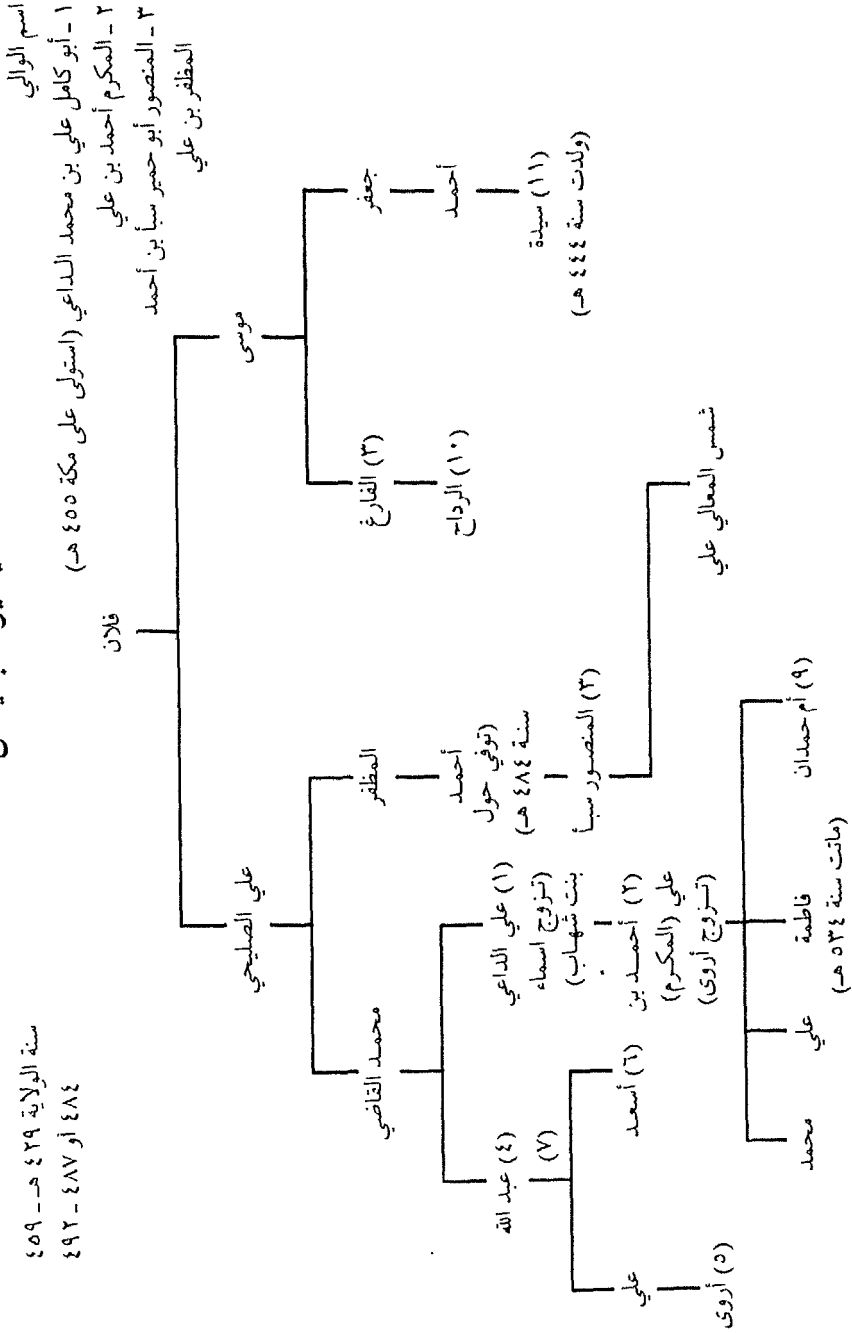 اسم الوالي
١ - أبو كامل علي بن محمد الداعي (استولى على مكة ٤٥٥ هـ)
٢ - المكرم أحمد بن علي
٣ - المنصور أبو حمير سبأ بن أحمد
المظفر بن علي
سنة الولاية ٤٢٩ هـ - ٤٥٩
٤٨٤ أو ٤٨٧ - ٤٩٢
فلان
علي الصليحي
موسى
محمد القاضي
المظفر
(٣) الفارغ
جعفر
عبد الله (٤)
(١) علي الداعي
(تزوج اسماء
بنت شهاب)
أحمد
(توفي حول
سنة ٤٨٤ هـ)
(١٠) الرداح
أحمد
(٧)
(٢) أحمد بن
علي (المكرم)
(تزوج أروى)
(٣) المنصور سبأ
(١١) سيدة
(ولدت سنة ٤٤٤ هـ)
علي
(٦) أسعد
شمس المعالي علي
(٥) أروى
محمد
علي
فاطمة
(ماتت سنة ٥٣٤ هـ)
(٩) أم حمدان